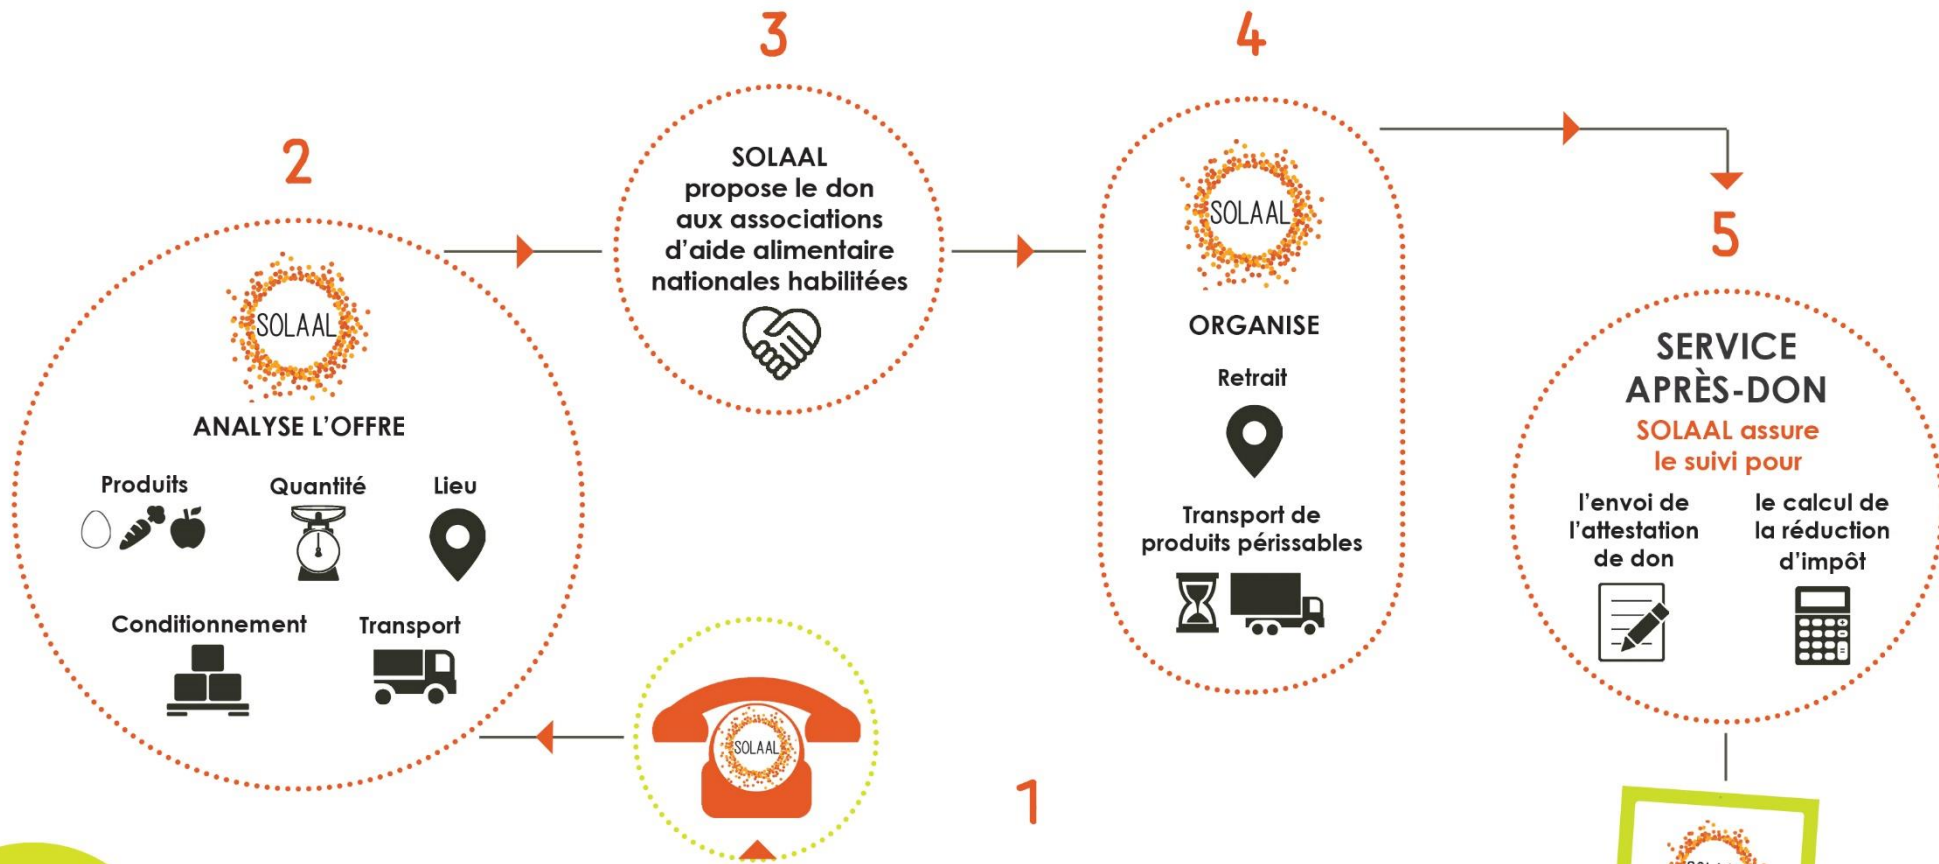 1
SOLAAL
2
SOLAAL
ANALYSE L'OFFRE
Produits
Quantité
Lieu
Conditionnement
Transport
3
SOLAAL
propose le don
aux associations
d'aide alimentaire
nationales habilitées
4
SOLAAL
ORGANISE
Retrait
Transport de
produits périssables
5
SERVICE
APRÈS-DON
SOLAAL assure
le suivi pour
l'envoi de
l'attestation
de don
le calcul de
la réduction
d'impôt